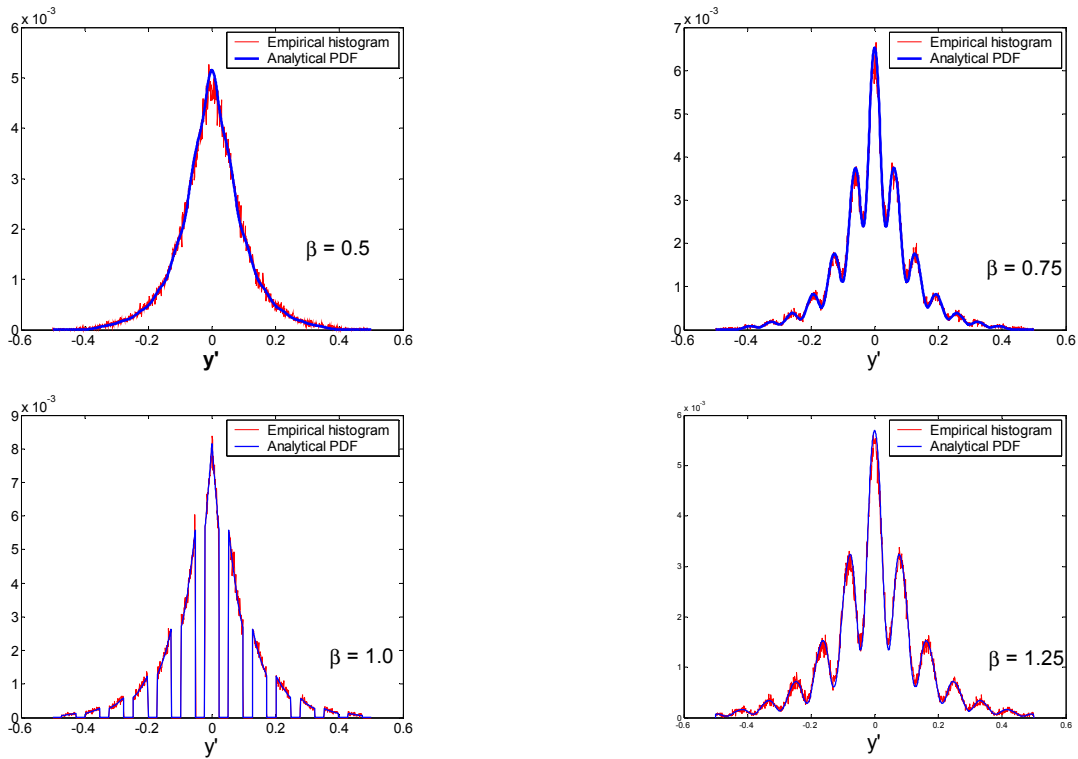 x 10⁻³
6
5
4
3
2
1
0
-0.6 -0.4 -0.2 0 0.2 0.4 0.6
Empirical histogram
Analytical PDF
β = 0.5
y'
x 10⁻³
7
6
5
4
3
2
1
0
-0.6 -0.4 -0.2 0 0.2 0.4 0.6
Empirical histogram
Analytical PDF
β = 0.75
y'
x 10⁻³
9
8
7
6
5
4
3
2
1
0
-0.6 -0.4 -0.2 0 0.2 0.4 0.6
Empirical histogram
Analytical PDF
β = 1.0
y'
x 10⁻³
6
5
4
3
2
1
0
-0.6 -0.4 -0.2 0 0.2 0.4 0.6
Empirical histogram
Analytical PDF
β = 1.25
y'